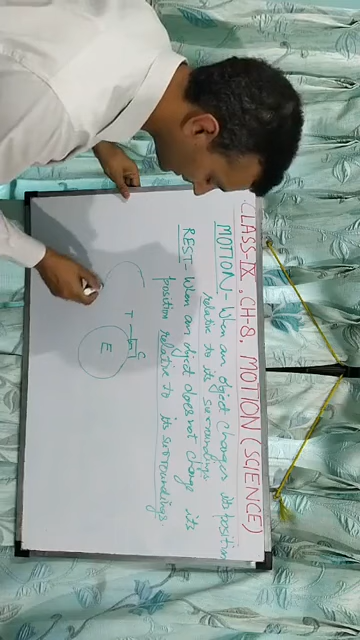 CLASS-IX, CH-8. MOTION (SCIENCE)
MOTION - When an object changes its position
relative to its surroundings
REST - When an object does not change its
position relative to its surroundings.
T
C
E